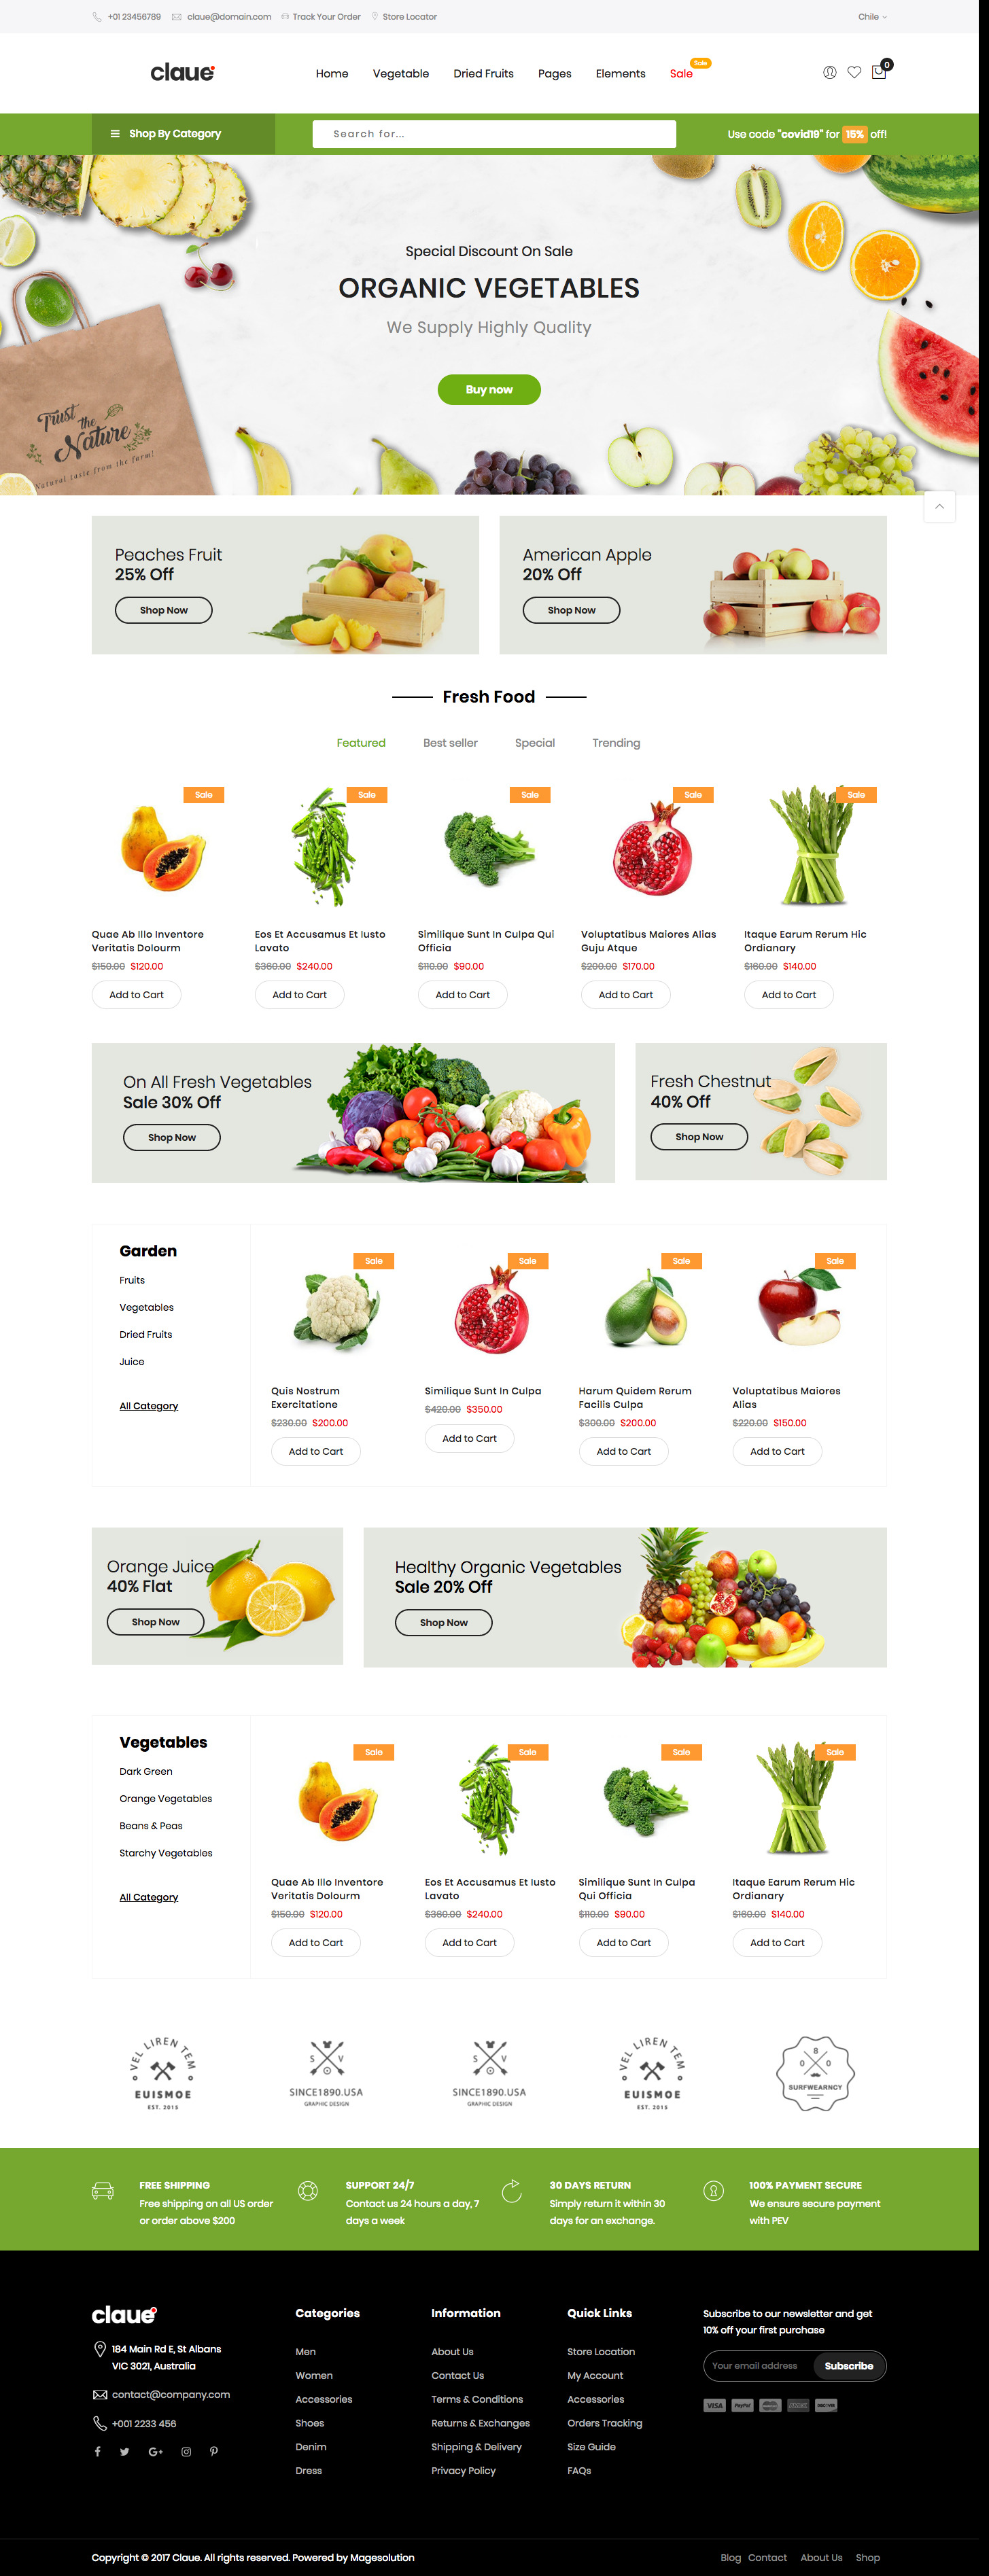 +01 23456789 claue@domain.com Track Your Order Store Locator Chile
claue Home Vegetable Dried Fruits Pages Elements Sale Sale 0
Shop By Category Search for... Use code "covid19" for 15% off!
Special Discount On Sale
ORGANIC VEGETABLES
We Supply Highly Quality
Buy now
Trust
the
Nature
Natural taste from the farm!
Peaches Fruit
25% Off
Shop Now
American Apple
20% Off
Shop Now
Fresh Food
Featured Best seller Special Trending
Sale Sale Sale Sale Sale
Quae Ab Illo Inventore
Veritatis Dolourm
$150.00 $120.00
Add to Cart
Eos Et Accusamus Et Iusto
Lavato
$360.00 $240.00
Add to Cart
Similique Sunt In Culpa Qui
Officia
$110.00 $90.00
Add to Cart
Voluptatibus Maiores Alias
Guju Atque
$200.00 $170.00
Add to Cart
Itaque Earum Rerum Hic
Ordianary
$160.00 $140.00
Add to Cart
On All Fresh Vegetables
Sale 30% Off
Shop Now
Fresh Chestnut
40% Off
Shop Now
Garden
Fruits
Vegetables
Dried Fruits
Juice
All Category
Sale Sale Sale Sale
Quis Nostrum
Exercitatione
$230.00 $200.00
Add to Cart
Similique Sunt In Culpa
$420.00 $350.00
Add to Cart
Harum Quidem Rerum
Facilis Culpa
$300.00 $200.00
Add to Cart
Voluptatibus Maiores
Alias
$220.00 $150.00
Add to Cart
Orange Juice
40% Flat
Shop Now
Healthy Organic Vegetables
Sale 20% Off
Shop Now
Vegetables
Dark Green
Orange Vegetables
Beans & Peas
Starchy Vegetables
All Category
Sale Sale Sale Sale
Quae Ab Illo Inventore
Veritatis Dolourm
$150.00 $120.00
Add to Cart
Eos Et Accusamus Et Iusto
Lavato
$360.00 $240.00
Add to Cart
Similique Sunt In Culpa
Qui Officia
$110.00 $90.00
Add to Cart
Itaque Earum Rerum Hic
Ordianary
$160.00 $140.00
Add to Cart
VEL LIREN TEM
EUISMOE
EST. 2015
S V
SINCE1890.USA
GRAPHIC DESIGN
S V
SINCE1890.USA
GRAPHIC DESIGN
VEL LIREN TEM
EUISMOE
EST. 2015
8
0 0
SURFWEARNCY
FREE SHIPPING
Free shipping on all US order
or order above $200
SUPPORT 24/7
Contact us 24 hours a day, 7
days a week
30 DAYS RETURN
Simply return it within 30
days for an exchange.
100% PAYMENT SECURE
We ensure secure payment
with PEV
claue
184 Main Rd E, St Albans
VIC 3021, Australia
contact@company.com
+001 2233 456
Categories
Men
Women
Accessories
Shoes
Denim
Dress
Information
About Us
Contact Us
Terms & Conditions
Returns & Exchanges
Shipping & Delivery
Privacy Policy
Quick Links
Store Location
My Account
Accessories
Orders Tracking
Size Guide
FAQs
Subscribe to our newsletter and get
10% off your first purchase
Your email address Subscribe
VISA PayPal
Copyright © 2017 Claue. All rights reserved. Powered by Magesolution
Blog Contact About Us Shop